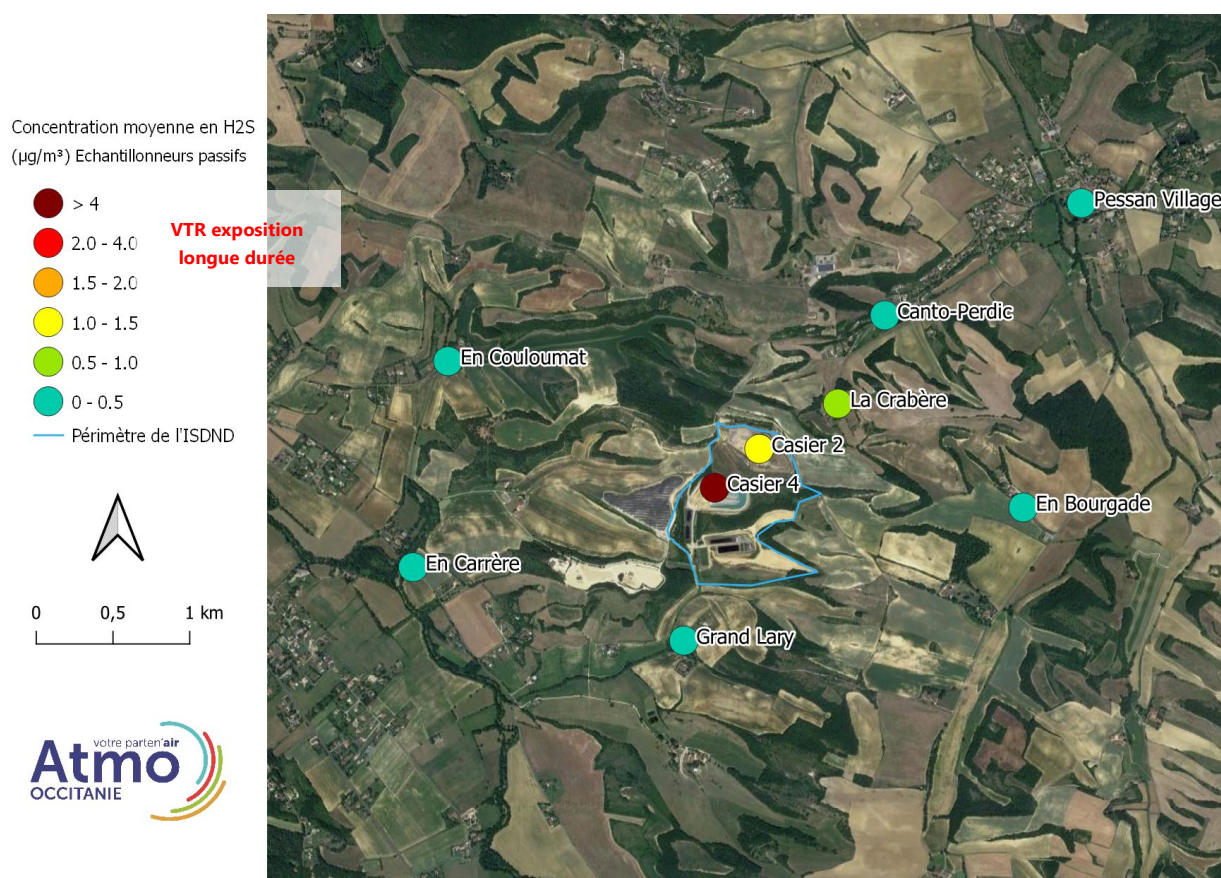 Concentration moyenne en H2S
(µg/m³) Echantillonneurs passifs
> 4
2.0 - 4.0
VTR exposition
longue durée
1.5 - 2.0
1.0 - 1.5
0.5 - 1.0
0 - 0.5
Périmètre de l'ISDND
0 0,5 1 km
votre parten'air
Atmo
OCCITANIE
Pessan Village
Canto-Perdic
En Couloumat
La Crabère
Casier 2
Casier 4
En Bourgade
En Carrère
Grand Lary